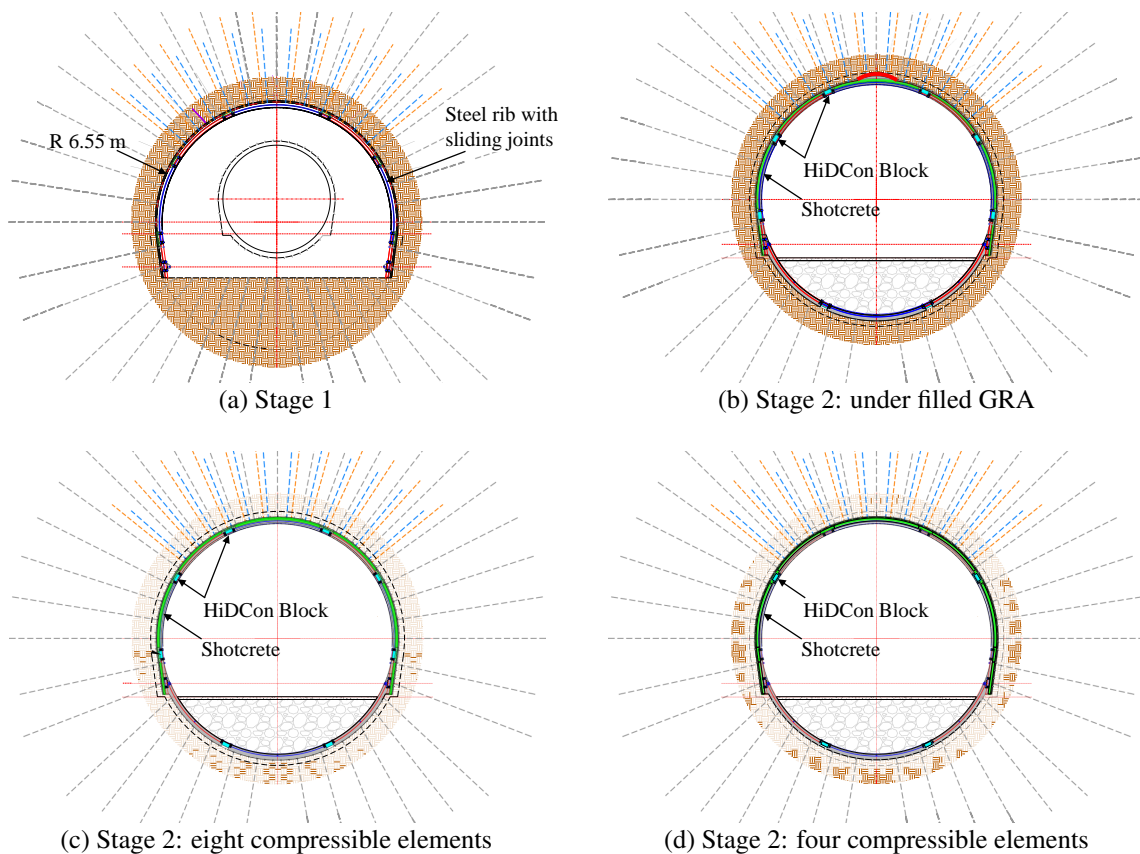 R 6.55 m
Steel rib with
sliding joints
(a) Stage 1
HiDCon Block
Shotcrete
(b) Stage 2: under filled GRA
HiDCon Block
Shotcrete
(c) Stage 2: eight compressible elements
HiDCon Block
Shotcrete
(d) Stage 2: four compressible elements